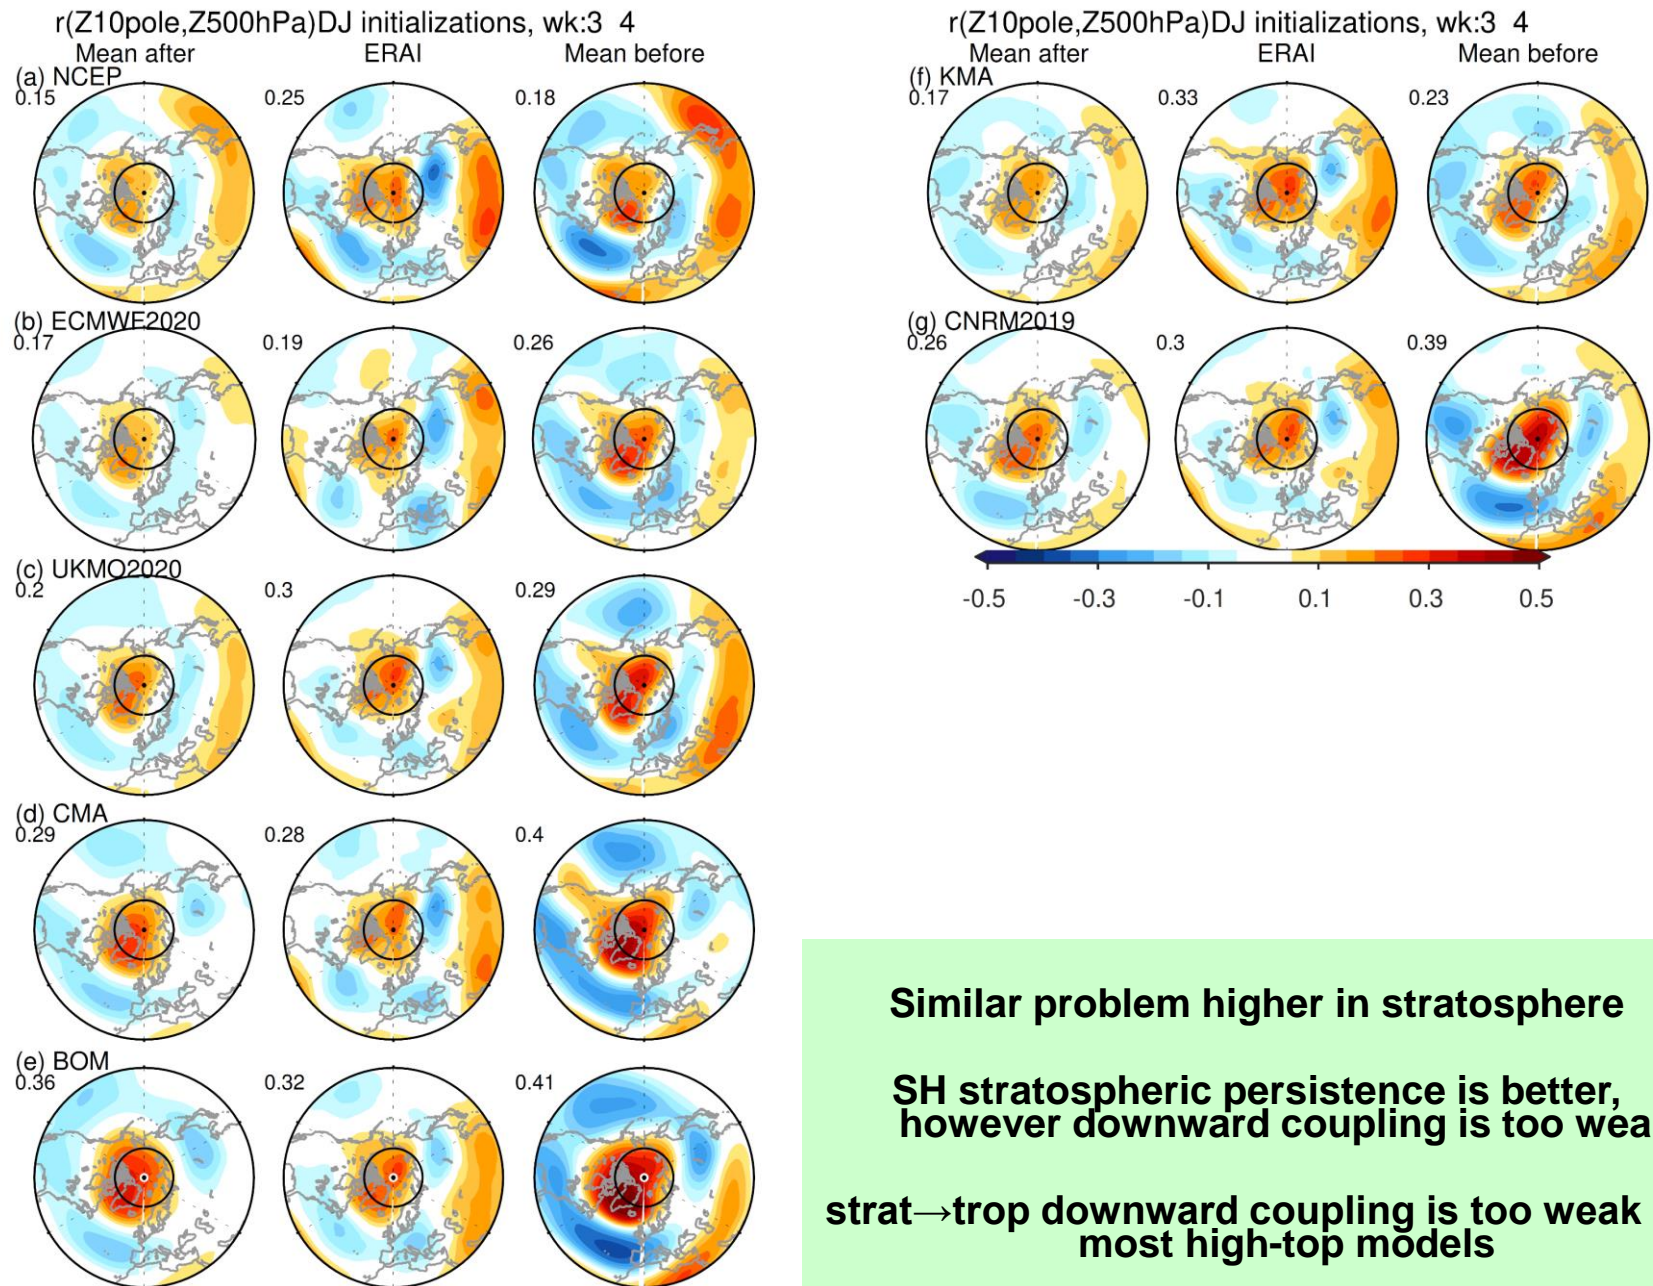 r(Z10pole,Z500hPa)DJ initializations, wk:3 4
Mean after ERAI Mean before
(a) NCEP
0.15 0.25 0.18
(b) ECMWF2020
0.17 0.19 0.26
(c) UKMO2020
0.2 0.3 0.29
(d) CMA
0.29 0.28 0.4
(e) BOM
0.36 0.32 0.41
r(Z10pole,Z500hPa)DJ initializations, wk:3 4
Mean after ERAI Mean before
(f) KMA
0.17 0.33 0.23
(g) CNRM2019
0.26 0.3 0.39
-0.5 -0.3 -0.1 0.1 0.3 0.5
Similar problem higher in stratosphere
SH stratospheric persistence is better,
however downward coupling is too wea
strat→trop downward coupling is too weak
most high-top models